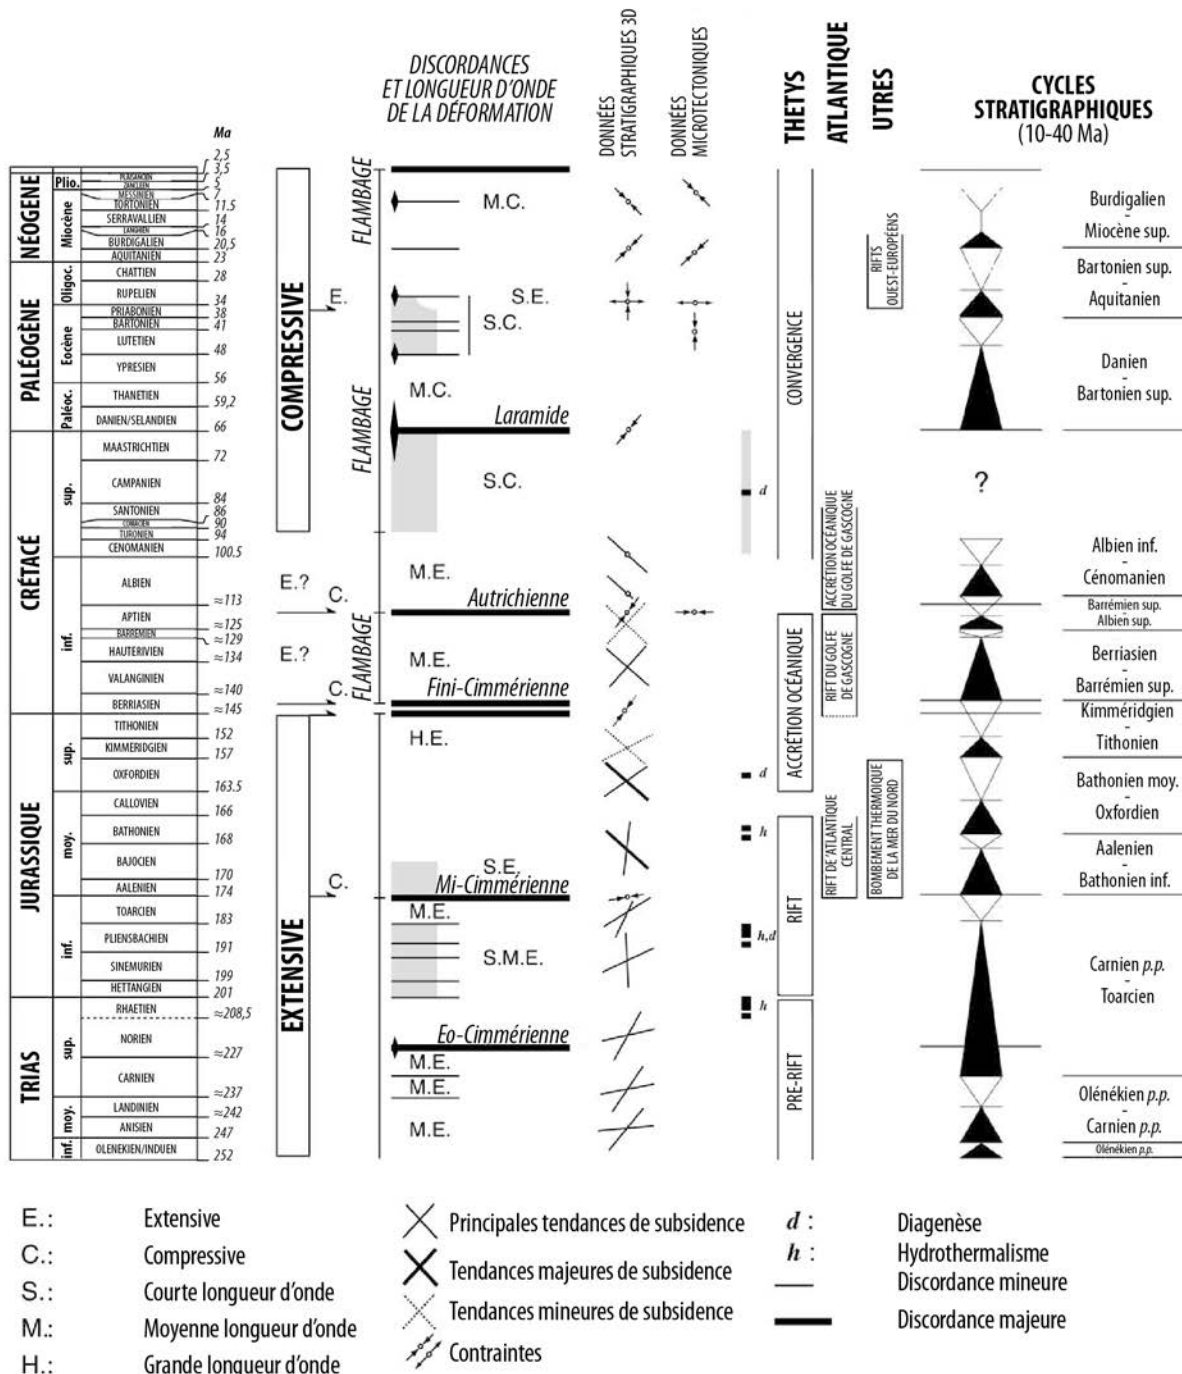 DISCORDANCES
ET LONGUEUR D'ONDE
DE LA DÉFORMATION
DONNÉES
STRATIGRAPHIQUES 3D
DONNÉES
MICROTECTONIQUES
THETYS
ATLANTIQUE
UTRES
CYCLES
STRATIGRAPHIQUES
(10-40 Ma)
Ma
2,5
3,5
5
7
11.5
14
16
20,5
23
28
34
38
41
48
56
59,2
66
72
84
86
90
94
100.5
≈113
≈125
≈129
≈134
≈140
≈145
152
157
163.5
166
168
170
174
183
191
199
201
≈208,5
≈227
≈237
≈242
247
252
NÉOGENE
PALÉOGÈNE
CRÉTACÉ
JURASSIQUE
TRIAS
Plio.
Miocène
Oligoc.
Eocène
Paléoc.
sup.
inf.
sup.
moy.
inf.
sup.
moy.
inf.
PLAISANCIEN
ZANCLEEN
MESSINIEN
TORTONIEN
SERRAVALLIEN
LANGHIEN
BURDIGALIEN
AQUITANIEN
CHATTIEN
RUPELIEN
PRIABONIEN
BARTONIEN
LUTETIEN
YPRESIEN
THANETIEN
DANIEN/SELANDIEN
MAASTRICHTIEN
CAMPANIEN
SANTONIEN
CONIACIEN
TURONIEN
CENOMANIEN
ALBIEN
APTIEN
BARREMIEN
HAUTERIVIEN
VALANGINIEN
BERRIASIEN
TITHONIEN
KIMMERIDGIEN
OXFORDIEN
CALLOVIEN
BATHONIEN
BAJOCIEN
AALENIEN
TOARCIEN
PLIENSBACHIEN
SINEMURIEN
HETTANGIEN
RHAETIEN
NORIEN
CARNIEN
LANDINIEN
ANISIEN
OLENEKIEN/INDUEN
COMPRESSIVE
EXTENSIVE
E.
E.?
C.
E.?
C.
C.
FLAMBAGE
FLAMBAGE
FLAMBAGE
M.C.
S.E.
S.C.
M.C.
Laramide
S.C.
M.E.
Autrichienne
M.E.
Fini-Cimmérienne
H.E.
S.E.
Mi-Cimmérienne
M.E.
S.M.E.
Eo-Cimmérienne
M.E.
M.E.
M.E.
d
d
h
h,d
h
CONVERGENCE
ACCRÉTION OCÉANIQUE
RIFT
PRE-RIFT
ACCRÉTION OCÉANIQIUE
DU GOLFE DE GASCOGNE
RIFT DU GOLFE
DE GASCOGNE
RIFT DE'ATLANTIQUE
CENTRAL
RIFTS
OUEST-EUROPÉENS
BOMBEMENT THERMOIQUE
DE LA MER DU NORD
?
Burdigalien
-
Miocène sup.
Bartonien sup.
-
Aquitanien
Danien
-
Bartonien sup.
Albien inf.
-
Cénomanien
Barrémien sup.
-
Albien sup.
Berriasien
-
Barrémien sup.
Kimméridgien
-
Tithonien
Bathonien moy.
-
Oxfordien
Aalenien
-
Bathonien inf.
Carnien p.p.
-
Toarcien
Olénékien p.p.
-
Carnien p.p.
Olénékien p.p.
E.: Extensive
C.: Compressive
S.: Courte longueur d'onde
M.: Moyenne longueur d'onde
H.: Grande longueur d'onde
Principales tendances de subsidence
Tendances majeures de subsidence
Tendances mineures de subsidence
Contraintes
d : Diagenèse
h : Hydrothermalisme
Discordance mineure
Discordance majeure